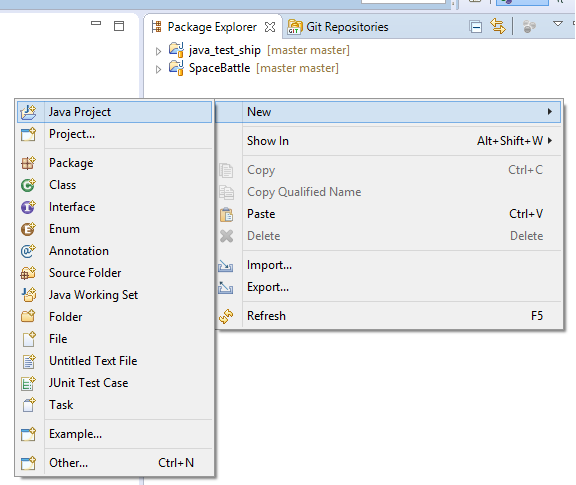 Package Explorer
Git Repositories
java_test_ship [master master]
SpaceBattle [master master]
New
Show In Alt+Shift+W
Copy Ctrl+C
Copy Qualified Name
Paste Ctrl+V
Delete Delete
Import...
Export...
Refresh F5
Java Project
Project...
Package
Class
Interface
Enum
Annotation
Source Folder
Java Working Set
Folder
File
Untitled Text File
JUnit Test Case
Task
Example...
Other... Ctrl+N